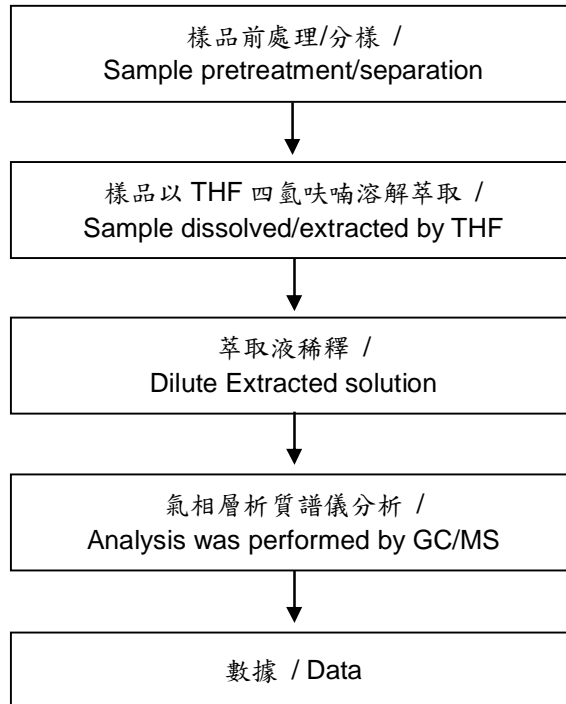 樣品前處理/分樣 /
Sample pretreatment/separation
樣品以 THF 四氫呋喃溶解萃取 /
Sample dissolved/extracted by THF
萃取液稀釋 /
Dilute Extracted solution
氣相層析質譜儀分析 /
Analysis was performed by GC/MS
數據 / Data